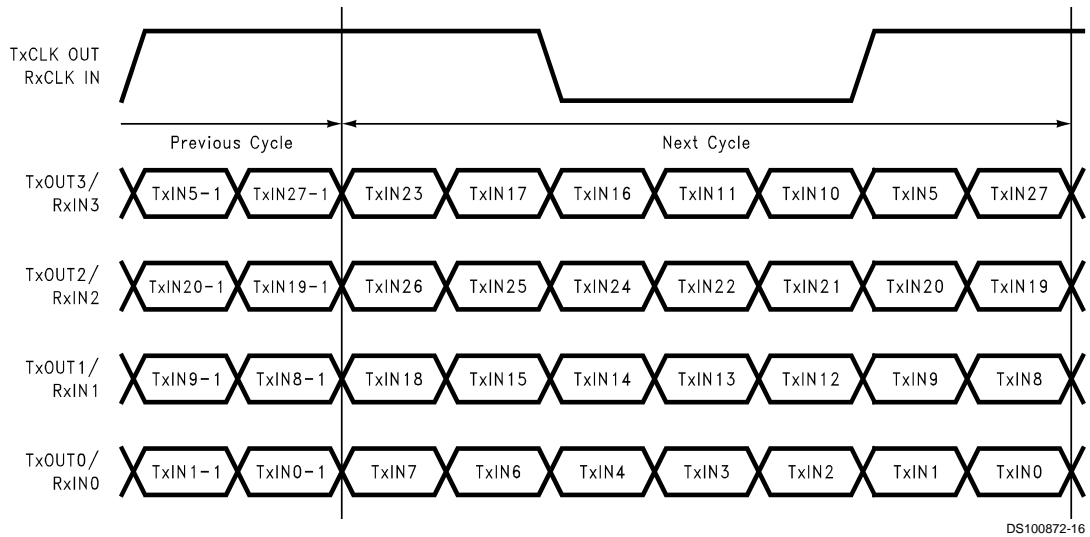 TxCLK OUT
RxCLK IN
Previous Cycle
Next Cycle
TxOUT3/
RxIN3
TxIN5-1 TxIN27-1 TxIN23 TxIN17 TxIN16 TxIN11 TxIN10 TxIN5 TxIN27
TxOUT2/
RxIN2
TxIN20-1 TxIN19-1 TxIN26 TxIN25 TxIN24 TxIN22 TxIN21 TxIN20 TxIN19
TxOUT1/
RxIN1
TxIN9-1 TxIN8-1 TxIN18 TxIN15 TxIN14 TxIN13 TxIN12 TxIN9 TxIN8
TxOUT0/
RxIN0
TxIN1-1 TxIN0-1 TxIN7 TxIN6 TxIN4 TxIN3 TxIN2 TxIN1 TxIN0
DS100872-16